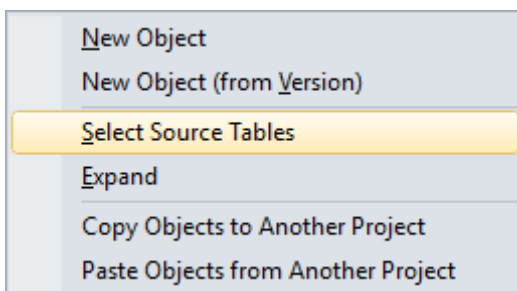 New Object
New Object (from Version)
Select Source Tables
Expand
Copy Objects to Another Project
Paste Objects from Another Project